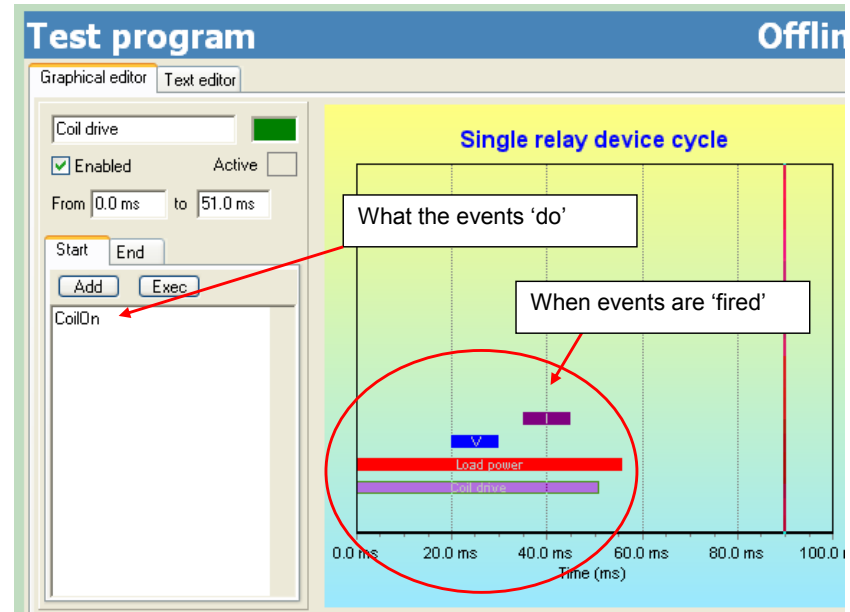 Test program
Offlin
Graphical editor
Text editor
Coil drive
Enabled
Active
From 0.0 ms to 51.0 ms
Start
End
Add
Exec
CoilOn
Single relay device cycle
What the events ‘do’
When events are ‘fired’
I
V
Load power
Coil drive
0.0 ms 20.0 ms 40.0 ms 60.0 ms 80.0 ms 100.0 m
Time (ms)